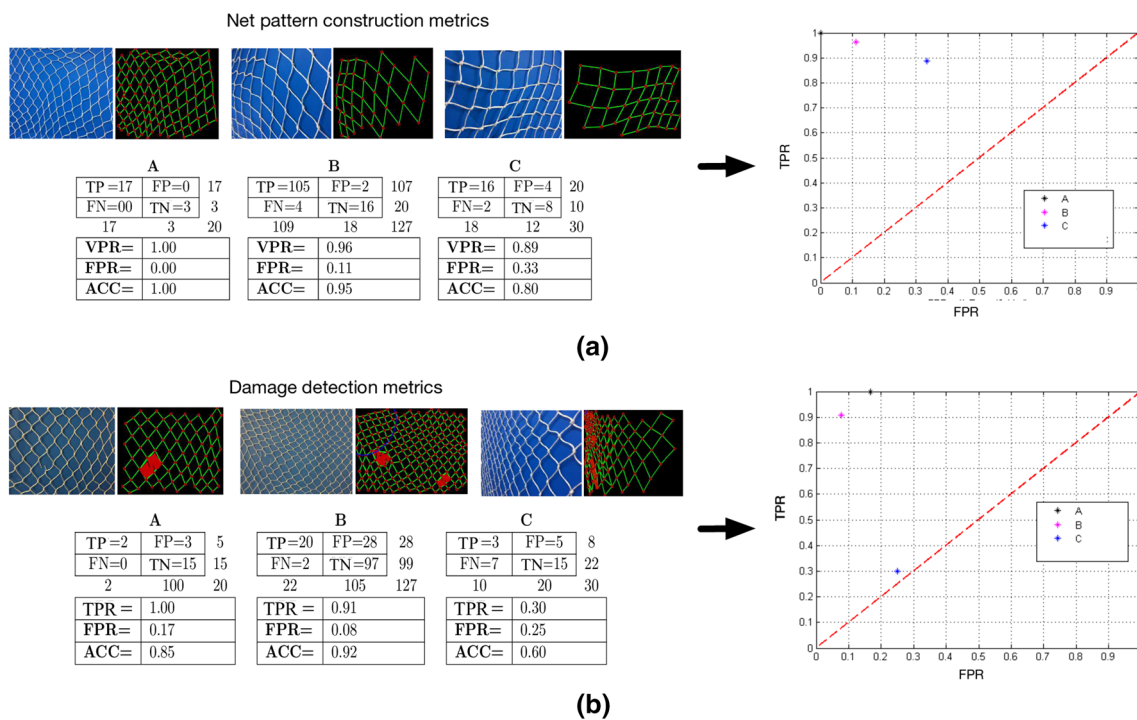 Net pattern construction metrics
A
TP=17 FP=0 17
FN=00 TN=3 3
17 3 20
VPR= 1.00
FPR= 0.00
ACC= 1.00
B
TP=105 FP=2 107
FN=4 TN=16 20
109 18 127
VPR= 0.96
FPR= 0.11
ACC= 0.95
C
TP=16 FP=4 20
FN=2 TN=8 10
18 12 30
VPR= 0.89
FPR= 0.33
ACC= 0.80
1
0.9
0.8
0.7
0.6
0.5
0.4
0.3
0.2
0.1
0
TPR
A
B
C
0 0.1 0.2 0.3 0.4 0.5 0.6 0.7 0.8 0.9
FPR
(a)
Damage detection metrics
A
TP=2 FP=3 5
FN=0 TN=15 15
2 100 20
TPR = 1.00
FPR= 0.17
ACC= 0.85
B
TP=20 FP=28 28
FN=2 TN=97 99
22 105 127
TPR = 0.91
FPR= 0.08
ACC= 0.92
C
TP=3 FP=5 8
FN=7 TN=15 22
10 20 30
TPR = 0.30
FPR= 0.25
ACC= 0.60
1
0.9
0.8
0.7
0.6
0.5
0.4
0.3
0.2
0.1
0
TPR
A
B
C
0.1 0.2 0.3 0.4 0.5 0.6 0.7 0.8 0.9
FPR
(b)